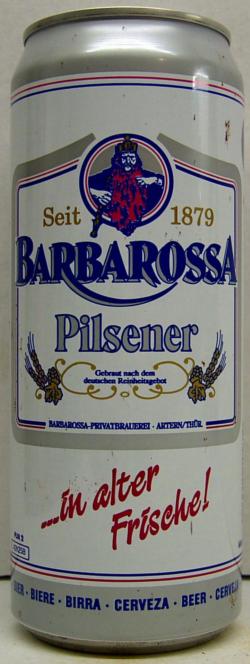 Seit 1879
BARBAROSSA
Pilsener
Gebraut nach dem
deutschen Reinheitsgebot
BARBAROSSA-PRIVATBRAUEREI · ARTERN/THÜR.
...in alter
Frische!
BIER · BIERE · BIRRA · CERVEZA · BEER · CERVEJA